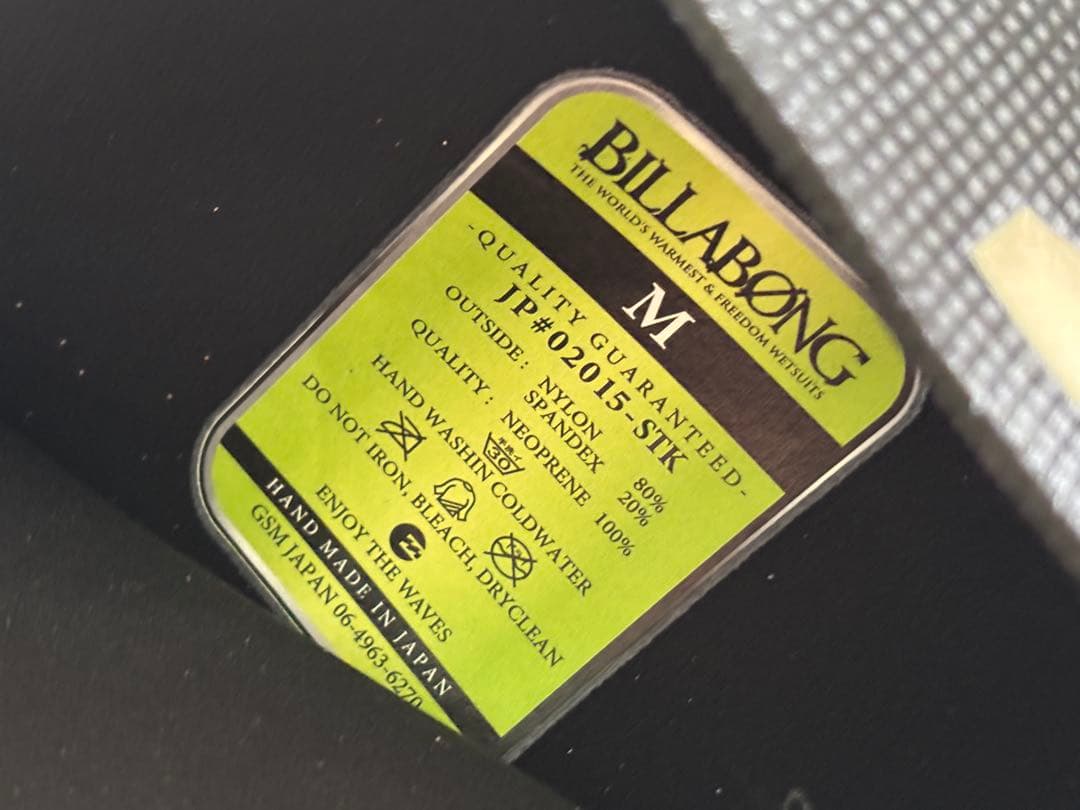 BILLABONG
THE WORLD'S WARMEST & FREEDOM WETSUITS
M
-QUALITY GUARANTEED-
JP#02015-STK
OUTSIDE : NYLON 80%
SPANDEX 20%
QUALITY : NEOPRENE 100%
HAND WASH IN COLDWATER
30
DO NOT IRON, BLEACH, DRYCLEAN
ENJOY THE WAVES
HAND MADE IN JAPAN
GSM JAPAN 06-4963-6270